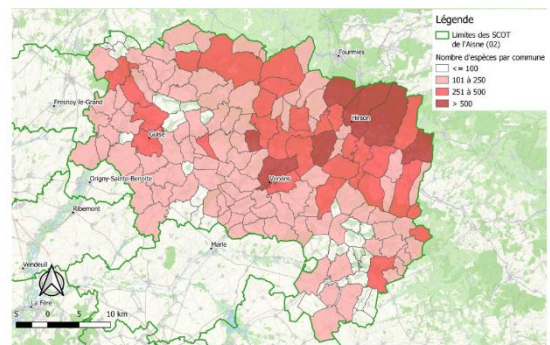 Légende
Limites des SCOT
de l'Aisne (02)
Nombre d'espèces par commune
<= 100
101 à 250
251 à 500
> 500
Fourmies
Fresnoy-le-Grand
Hirson
Guise
Origny-Sainte-Benoite
Vervins
Ribemont
Marle
Vendeuil
La Fère
5 0 5 10 km